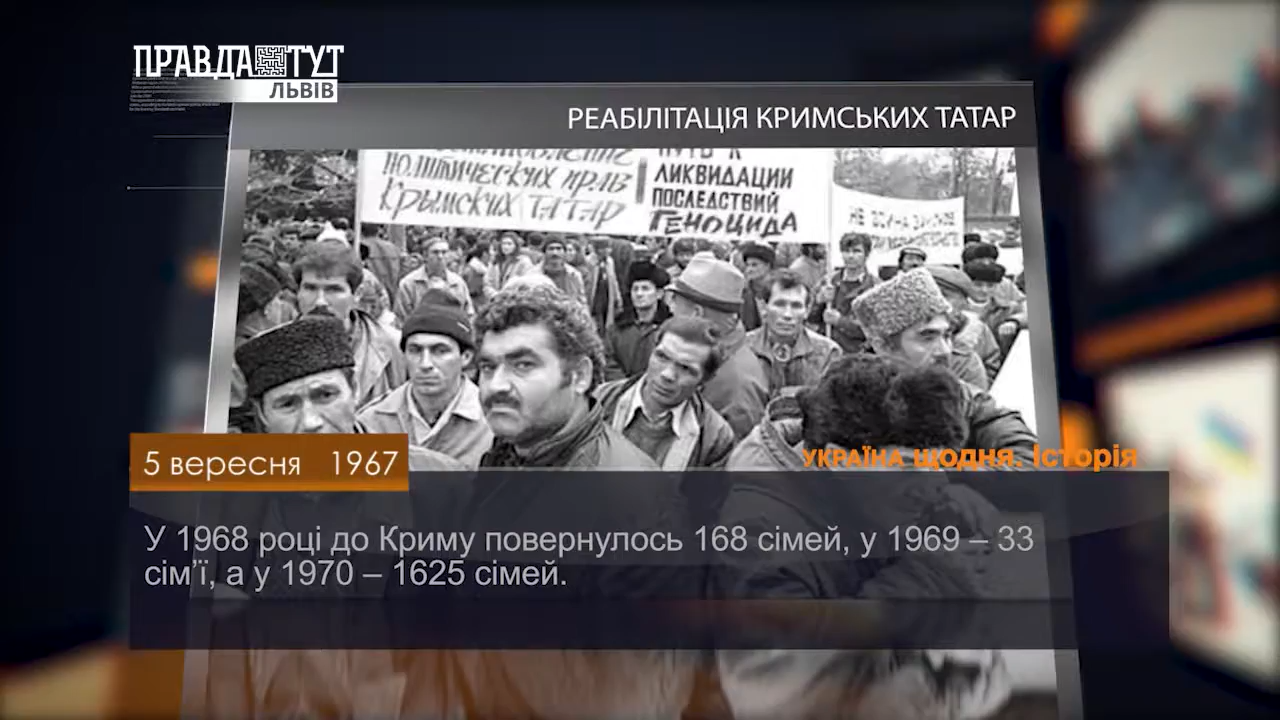 ПРАВДА ТУТ
ЛЬВІВ
РЕАБІЛІТАЦІЯ КРИМСЬКИХ ТАТАР
политических прав
Крымских ТАТАР
ЛИКВИДАЦИИ
ПОСЛЕДСТВИЙ
ГЕНОЦИДА
5 вересня 1967
УКРАЇНА щодня. Історія
У 1968 році до Криму повернулось 168 сімей, у 1969 – 33
сім'ї, а у 1970 – 1625 сімей.